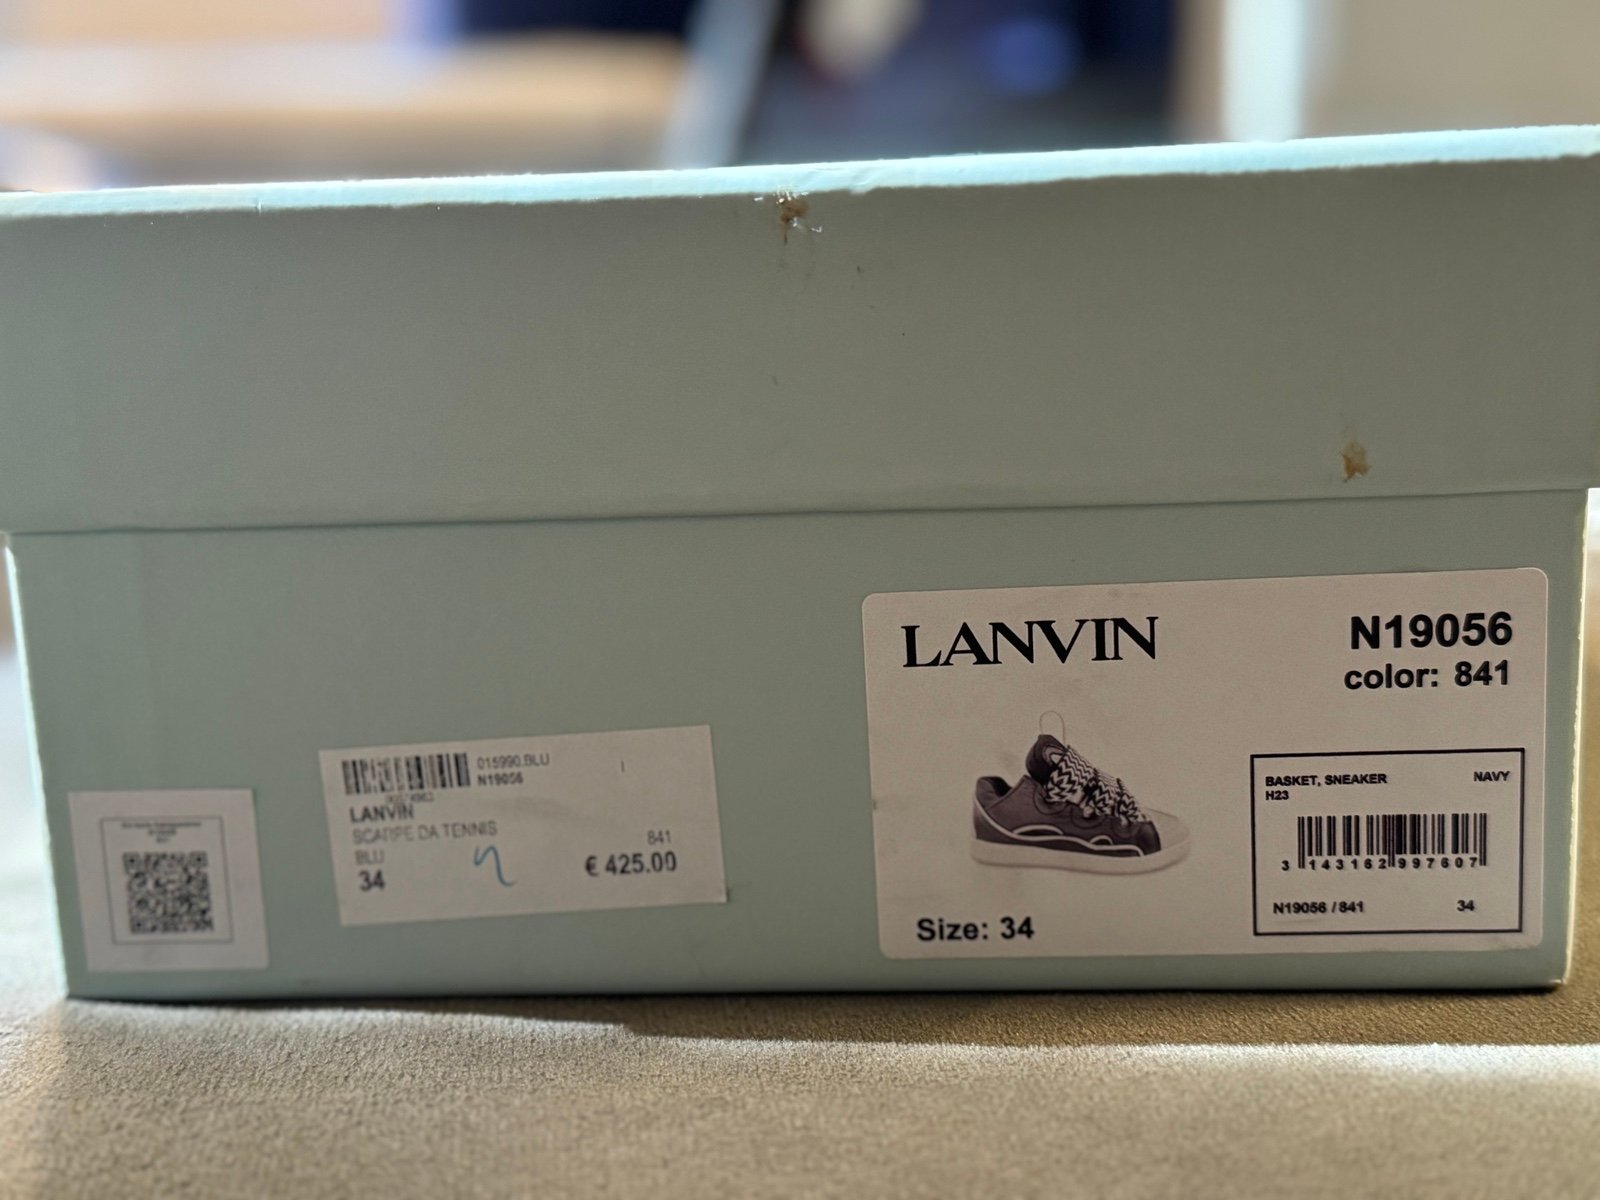 015990.BLU
N19056
LANVIN
SCARPE DA TENNIS
BLU
841
34
€ 425.00
LANVIN
N19056
color: 841
BASKET, SNEAKER NAVY
H23
3 143162 997607
N19056 / 841 34
Size: 34